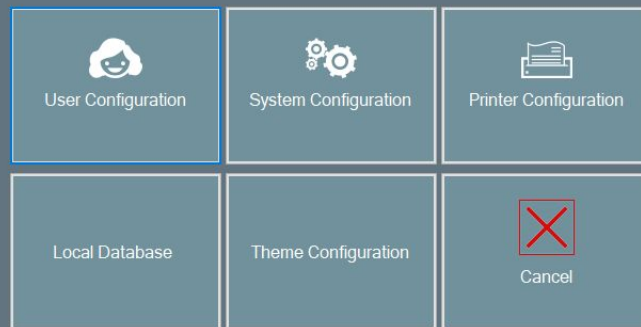 User Configuration
System Configuration
Printer Configuration
Local Database
Theme Configuration
Cancel